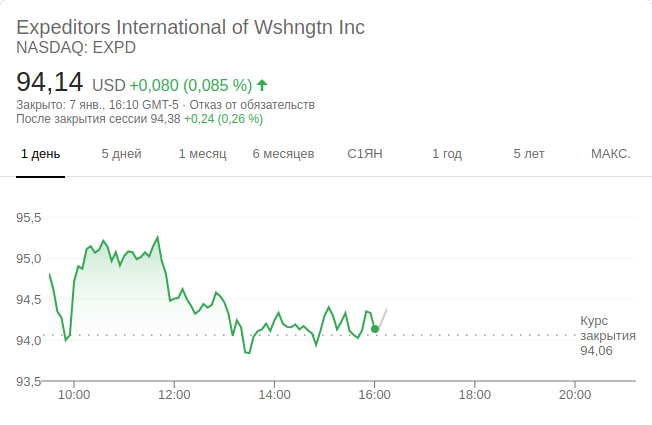 Expeditors International of Wshngtn Inc
NASDAQ: EXPD
94,14 USD +0,080 (0,085 %)
Закрыто: 7 янв., 16:10 GMT-5 · Отказ от обязательств
После закрытия сессии 94,38 +0,24 (0,26 %)
1 день 5 дней 1 месяц 6 месяцев С1ЯН 1 год 5 лет МАКС.
95,5
95,0
94,5
94,0
93,5
Курс
закрытия
94,06
10:00 12:00 14:00 16:00 18:00 20:00